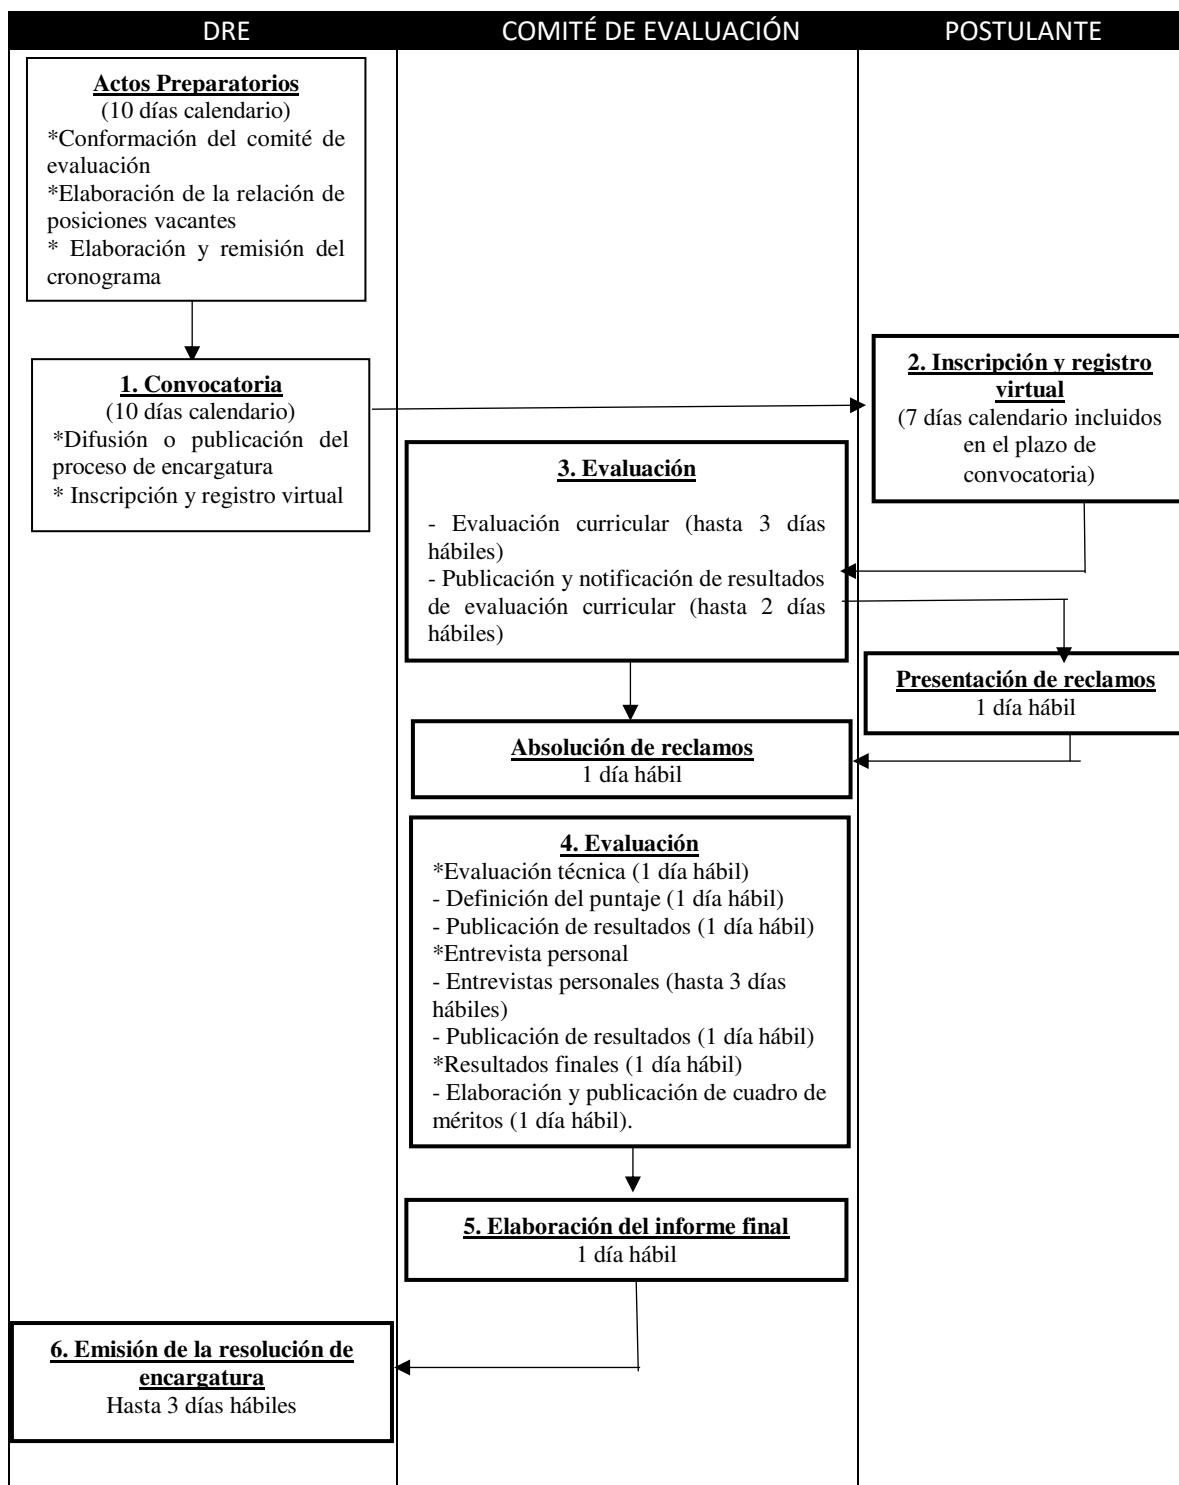 DRE
COMITÉ DE EVALUACIÓN
POSTULANTE
Actos Preparatorios
(10 días calendario)
*Conformación del comité de
evaluación
*Elaboración de la relación de
posiciones vacantes
* Elaboración y remisión del
cronograma
1. Convocatoria
(10 días calendario)
*Difusión o publicación del
proceso de encargatura
* Inscripción y registro virtual
2. Inscripción y registro
virtual
(7 días calendario incluidos
en el plazo de
convocatoria)
3. Evaluación
- Evaluación curricular (hasta 3 días
hábiles)
- Publicación y notificación de resultados
de evaluación curricular (hasta 2 días
hábiles)
Presentación de reclamos
1 día hábil
Absolución de reclamos
1 día hábil
4. Evaluación
*Evaluación técnica (1 día hábil)
- Definición del puntaje (1 día hábil)
- Publicación de resultados (1 día hábil)
*Entrevista personal
- Entrevistas personales (hasta 3 días
hábiles)
- Publicación de resultados (1 día hábil)
*Resultados finales (1 día hábil)
- Elaboración y publicación de cuadro de
méritos (1 día hábil).
5. Elaboración del informe final
1 día hábil
6. Emisión de la resolución de
encargatura
Hasta 3 días hábiles